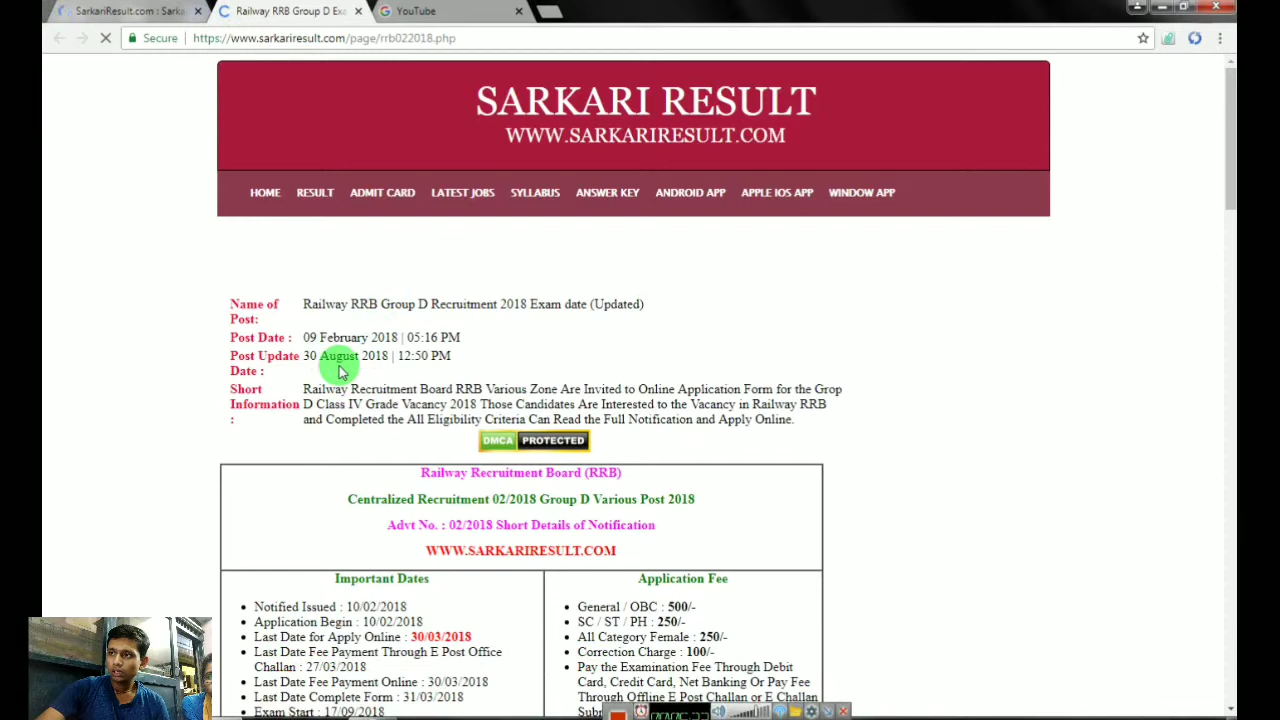 SarkariResult.com : Sarka
Railway RRB Group D Exa
YouTube
Secure
https://www.sarkariresult.com/page/rrb022018.php
SARKARI RESULT
WWW.SARKARIRESULT.COM
HOME RESULT ADMIT CARD LATEST JOBS SYLLABUS ANSWER KEY ANDROID APP APPLE IOS APP WINDOW APP
Name of Post: Railway RRB Group D Recruitment 2018 Exam date (Updated)
Post Date : 09 February 2018 | 05:16 PM
Post Update Date : 30 August 2018 | 12:50 PM
Short Information : Railway Recruitment Board RRB Various Zone Are Invited to Online Application Form for the Grop
D Class IV Grade Vacancy 2018 Those Candidates Are Interested to the Vacancy in Railway RRB
and Completed the All Eligibility Criteria Can Read the Full Notification and Apply Online.
DMCA PROTECTED
Railway Recruitment Board (RRB)
Centralized Recruitment 02/2018 Group D Various Post 2018
Advt No. : 02/2018 Short Details of Notification
WWW.SARKARIRESULT.COM
Important Dates
Notified Issued : 10/02/2018
Application Begin : 10/02/2018
Last Date for Apply Online : 30/03/2018
Last Date Fee Payment Through E Post Office
Challan : 27/03/2018
Last Date Fee Payment Online : 30/03/2018
Last Date Complete Form : 31/03/2018
Exam Start : 17/09/2018
Application Fee
General / OBC : 500/-
SC / ST / PH : 250/-
All Category Female : 250/-
Correction Charge : 100/-
Pay the Examination Fee Through Debit
Card, Credit Card, Net Banking Or Pay Fee
Through Offline E Post Challan or E Challan